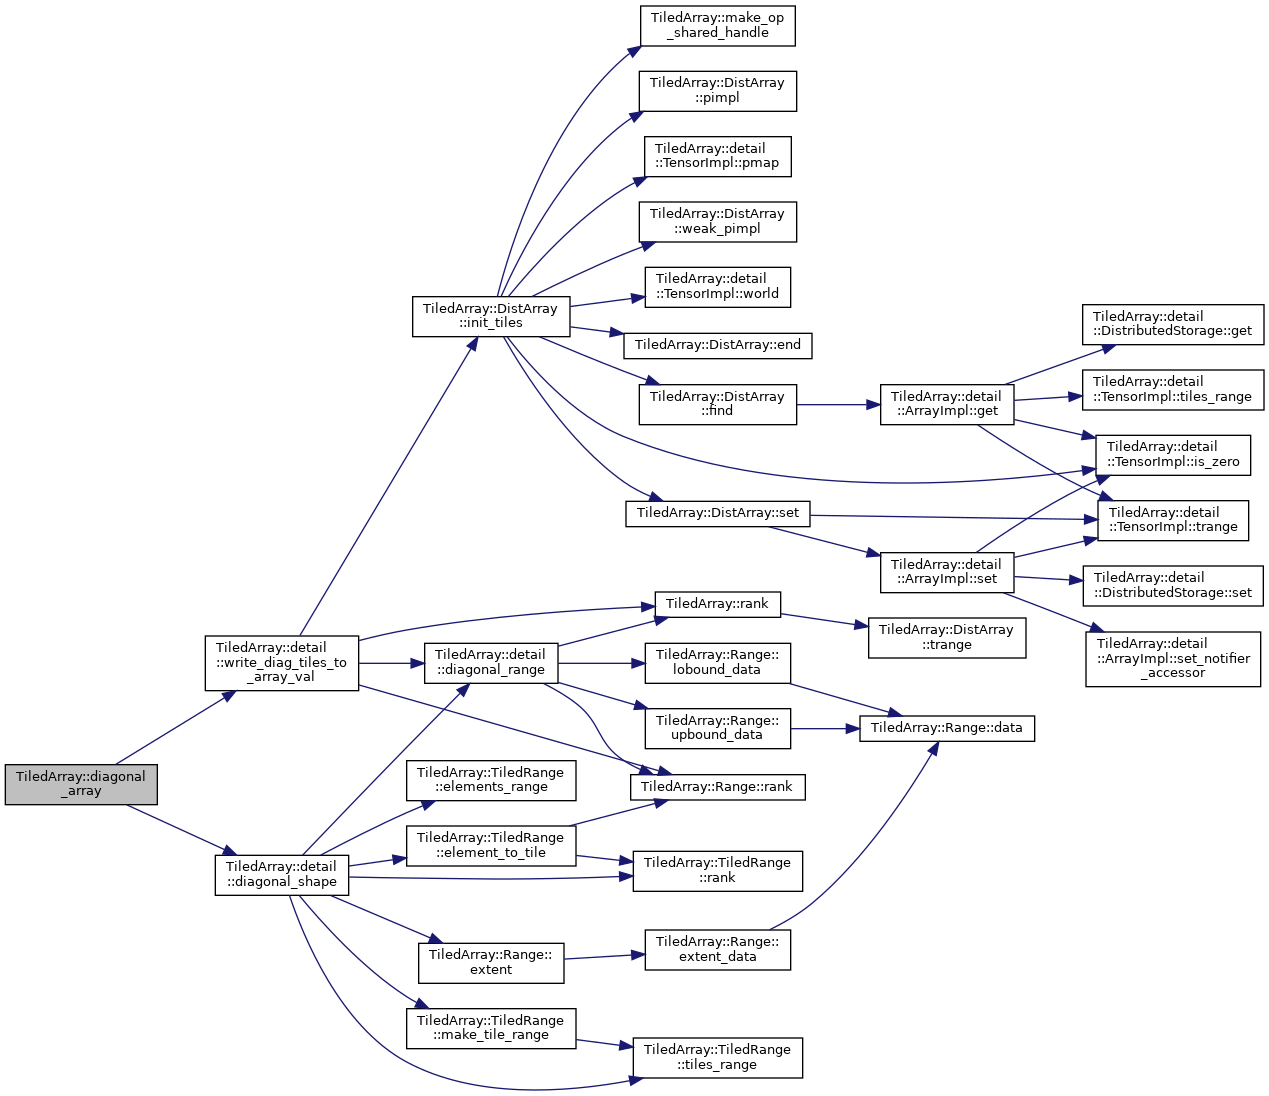 TiledArray::make_op
_shared_handle
TiledArray::DistArray
::pimpl
TiledArray::detail
::TensorImpl::pmap
TiledArray::DistArray
::weak_pimpl
TiledArray::detail
::TensorImpl::world
TiledArray::DistArray
::init_tiles
TiledArray::DistArray::end
TiledArray::DistArray
::find
TiledArray::detail
::ArrayImpl::get
TiledArray::detail
::DistributedStorage::get
TiledArray::detail
::TensorImpl::tiles_range
TiledArray::detail
::TensorImpl::is_zero
TiledArray::detail
::TensorImpl::trange
TiledArray::DistArray::set
TiledArray::detail
::ArrayImpl::set
TiledArray::detail
::DistributedStorage::set
TiledArray::detail
::ArrayImpl::set_notifier
_accessor
TiledArray::rank
TiledArray::DistArray
::trange
TiledArray::detail
::write_diag_tiles_to
_array_val
TiledArray::detail
::diagonal_range
TiledArray::Range::
lobound_data
TiledArray::Range::
upbound_data
TiledArray::Range::data
TiledArray::diagonal
_array
TiledArray::TiledRange
::elements_range
TiledArray::Range::rank
TiledArray::TiledRange
::element_to_tile
TiledArray::TiledRange
::rank
TiledArray::detail
::diagonal_shape
TiledArray::Range::
extent
TiledArray::Range::
extent_data
TiledArray::TiledRange
::make_tile_range
TiledArray::TiledRange
::tiles_range